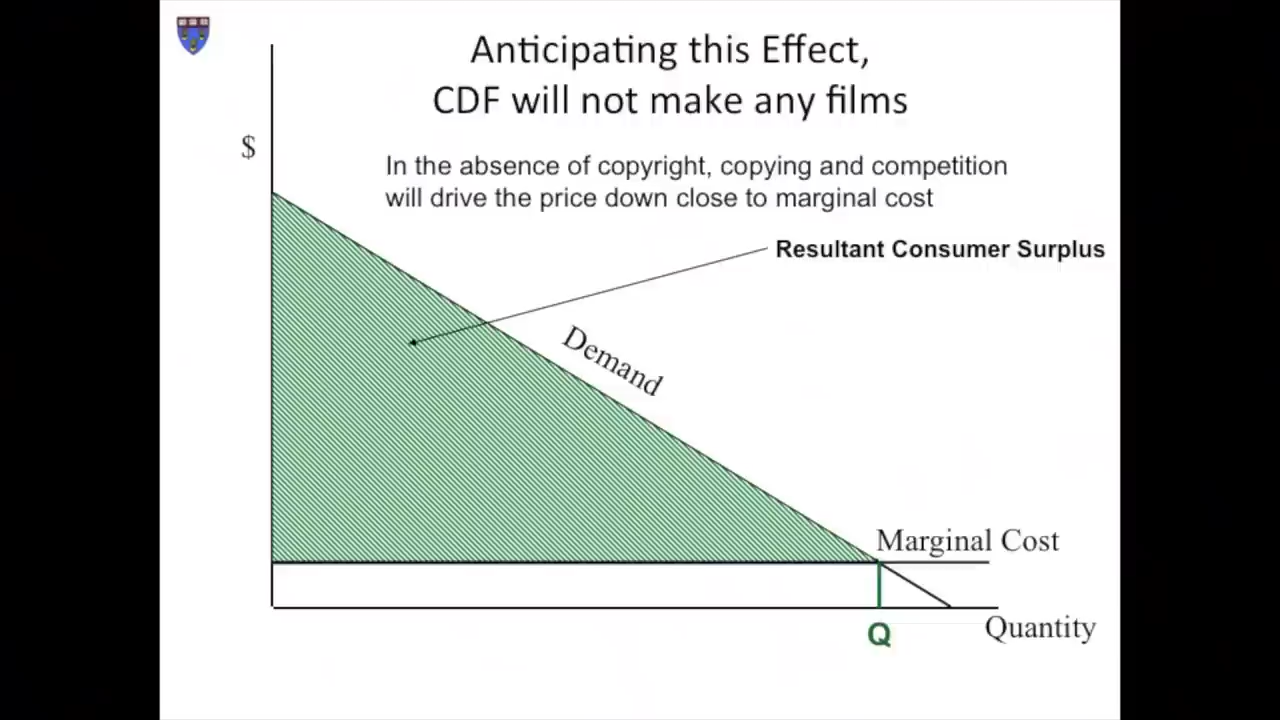 Anticipating this Effect,
CDF will not make any films
$
In the absence of copyright, copying and competition
will drive the price down close to marginal cost
Resultant Consumer Surplus
Demand
Marginal Cost
Q
Quantity